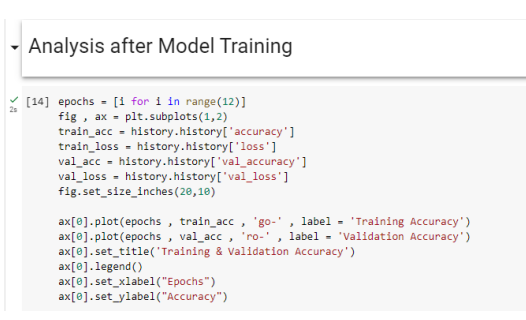 Analysis after Model Training
[14] epochs = [i for i in range(12)]
2s fig , ax = plt.subplots(1,2)
train_acc = history.history['accuracy']
train_loss = history.history['loss']
val_acc = history.history['val_accuracy']
val_loss = history.history['val_loss']
fig.set_size_inches(20,10)
ax[0].plot(epochs , train_acc , 'go-' , label = 'Training Accuracy')
ax[0].plot(epochs , val_acc , 'ro-' , label = 'Validation Accuracy')
ax[0].set_title('Training & Validation Accuracy')
ax[0].legend()
ax[0].set_xlabel("Epochs")
ax[0].set_ylabel("Accuracy")